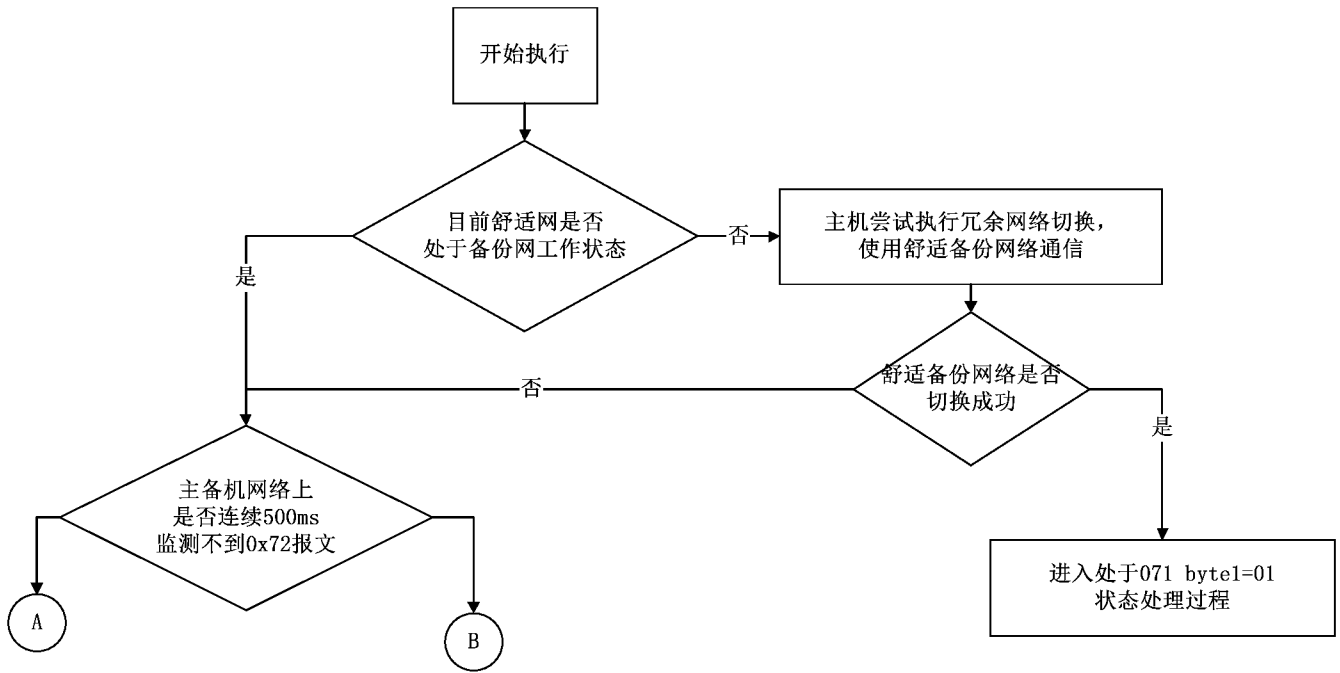 开始执行
目前舒适网是否
处于备份网工作状态
否
主机尝试执行冗余网络切换，
使用舒适备份网络通信
是
舒适备份网络是否
切换成功
否
是
主备机网络上
是否连续500ms
监测不到0x72报文
进入处于071 byte1=01
状态处理过程
A
B